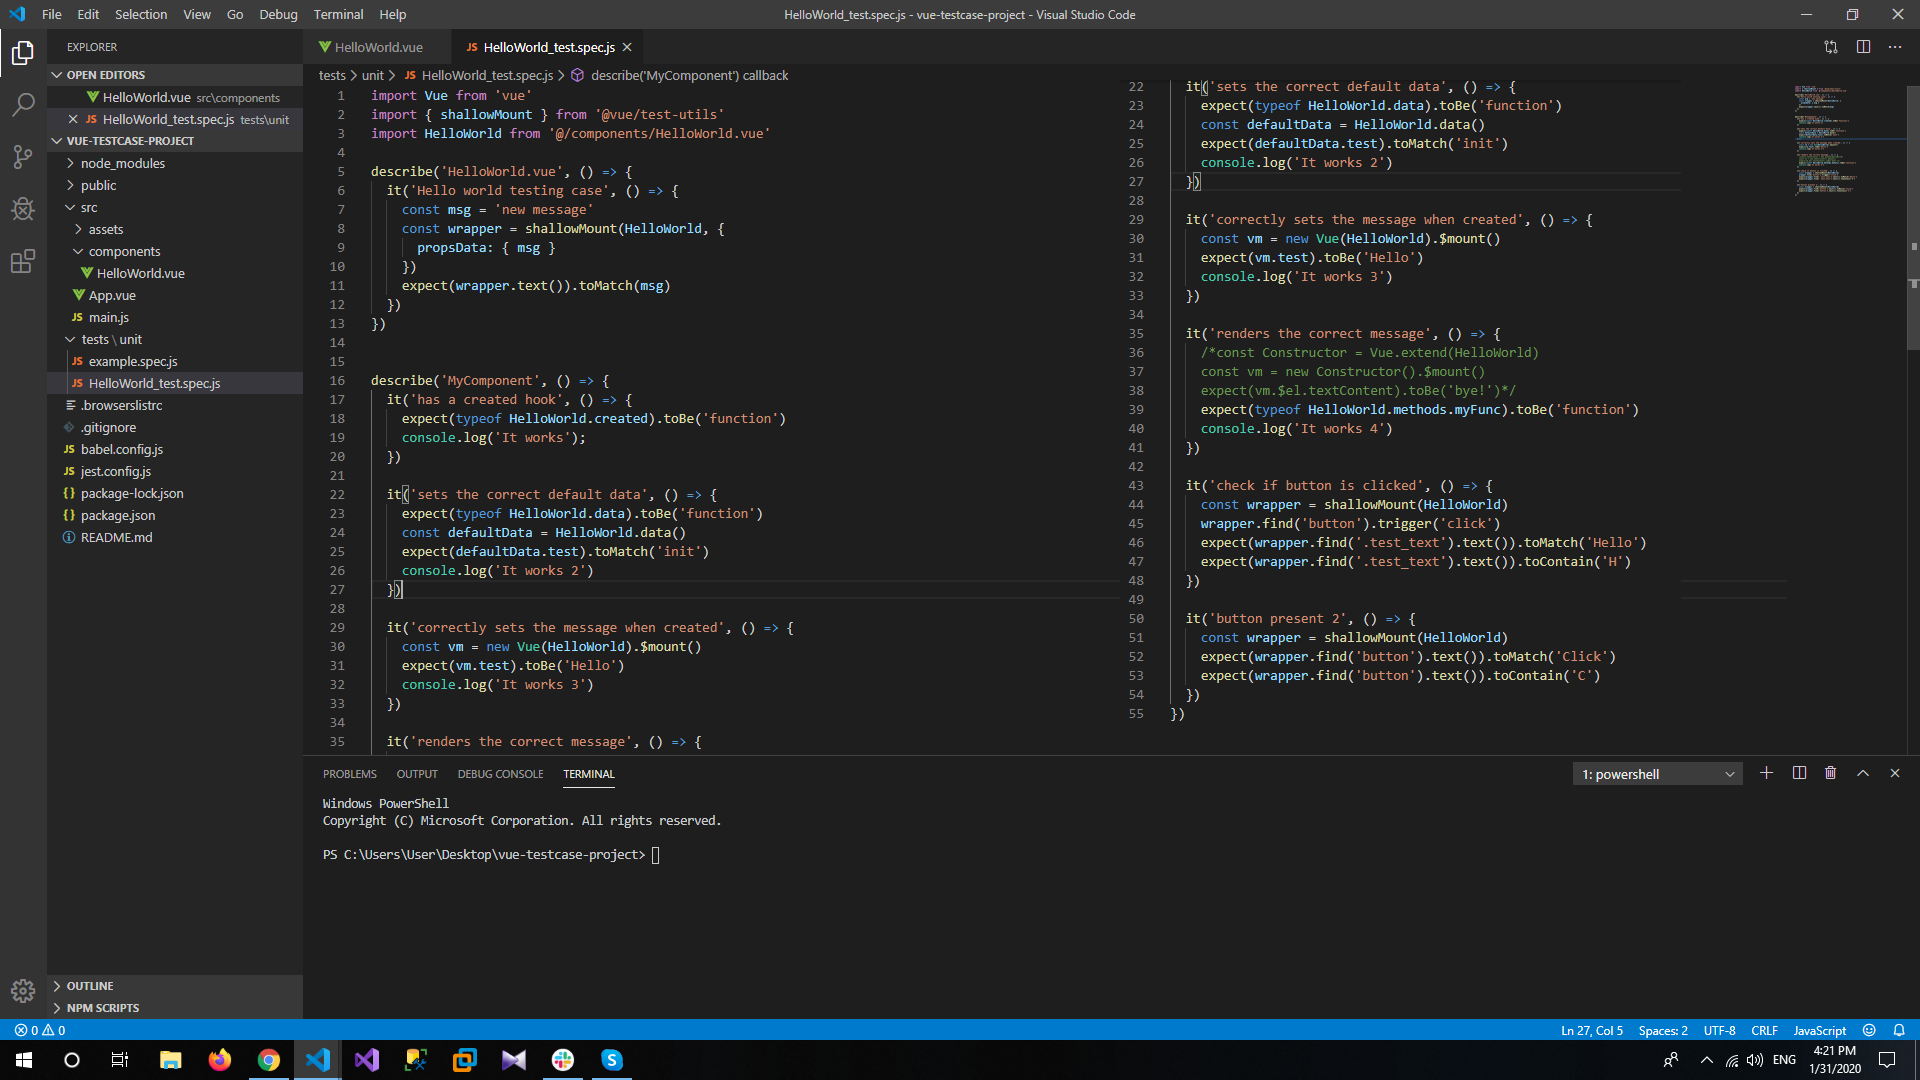 File Edit Selection View Go Debug Terminal Help
HelloWorld_test.spec.js - vue-testcase-project - Visual Studio Code
EXPLORER
OPEN EDITORS
HelloWorld.vue src\components
HelloWorld_test.spec.js tests\unit
VUE-TESTCASE-PROJECT
node_modules
public
src
assets
components
HelloWorld.vue
App.vue
JS main.js
tests \ unit
JS example.spec.js
JS HelloWorld_test.spec.js
.browserslistrc
.gitignore
JS babel.config.js
JS jest.config.js
{} package-lock.json
{} package.json
README.md
OUTLINE
NPM SCRIPTS
HelloWorld.vue
JS HelloWorld_test.spec.js
tests > unit > JS HelloWorld_test.spec.js > describe('MyComponent') callback
1 import Vue from 'vue'
2 import { shallowMount } from '@vue/test-utils'
3 import HelloWorld from '@/components/HelloWorld.vue'
4
5 describe('HelloWorld.vue', () => {
6 it('Hello world testing case', () => {
7 const msg = 'new message'
8 const wrapper = shallowMount(HelloWorld, {
9 propsData: { msg }
10 })
11 expect(wrapper.text()).toMatch(msg)
12 })
13 })
14
15
16 describe('MyComponent', () => {
17 it('has a created hook', () => {
18 expect(typeof HelloWorld.created).toBe('function')
19 console.log('It works');
20 })
21
22 it('sets the correct default data', () => {
23 expect(typeof HelloWorld.data).toBe('function')
24 const defaultData = HelloWorld.data()
25 expect(defaultData.test).toMatch('init')
26 console.log('It works 2')
27 })
28
29 it('correctly sets the message when created', () => {
30 const vm = new Vue(HelloWorld).$mount()
31 expect(vm.test).toBe('Hello')
32 console.log('It works 3')
33 })
34
35 it('renders the correct message', () => {
22 it('sets the correct default data', () => {
23 expect(typeof HelloWorld.data).toBe('function')
24 const defaultData = HelloWorld.data()
25 expect(defaultData.test).toMatch('init')
26 console.log('It works 2')
27 })
28
29 it('correctly sets the message when created', () => {
30 const vm = new Vue(HelloWorld).$mount()
31 expect(vm.test).toBe('Hello')
32 console.log('It works 3')
33 })
34
35 it('renders the correct message', () => {
36 /*const Constructor = Vue.extend(HelloWorld)
37 const vm = new Constructor().$mount()
38 expect(vm.$el.textContent).toBe('bye!')*/
39 expect(typeof HelloWorld.methods.myFunc).toBe('function')
40 console.log('It works 4')
41 })
42
43 it('check if button is clicked', () => {
44 const wrapper = shallowMount(HelloWorld)
45 wrapper.find('button').trigger('click')
46 expect(wrapper.find('.test_text').text()).toMatch('Hello')
47 expect(wrapper.find('.test_text').text()).toContain('H')
48 })
49
50 it('button present 2', () => {
51 const wrapper = shallowMount(HelloWorld)
52 expect(wrapper.find('button').text()).toMatch('Click')
53 expect(wrapper.find('button').text()).toContain('C')
54 })
55 })
PROBLEMS OUTPUT DEBUG CONSOLE TERMINAL
1: powershell
Windows PowerShell
Copyright (C) Microsoft Corporation. All rights reserved.
PS C:\Users\User\Desktop\vue-testcase-project>
0 0
Ln 27, Col 5 Spaces: 2 UTF-8 CRLF JavaScript
ENG
4:21 PM
1/31/2020